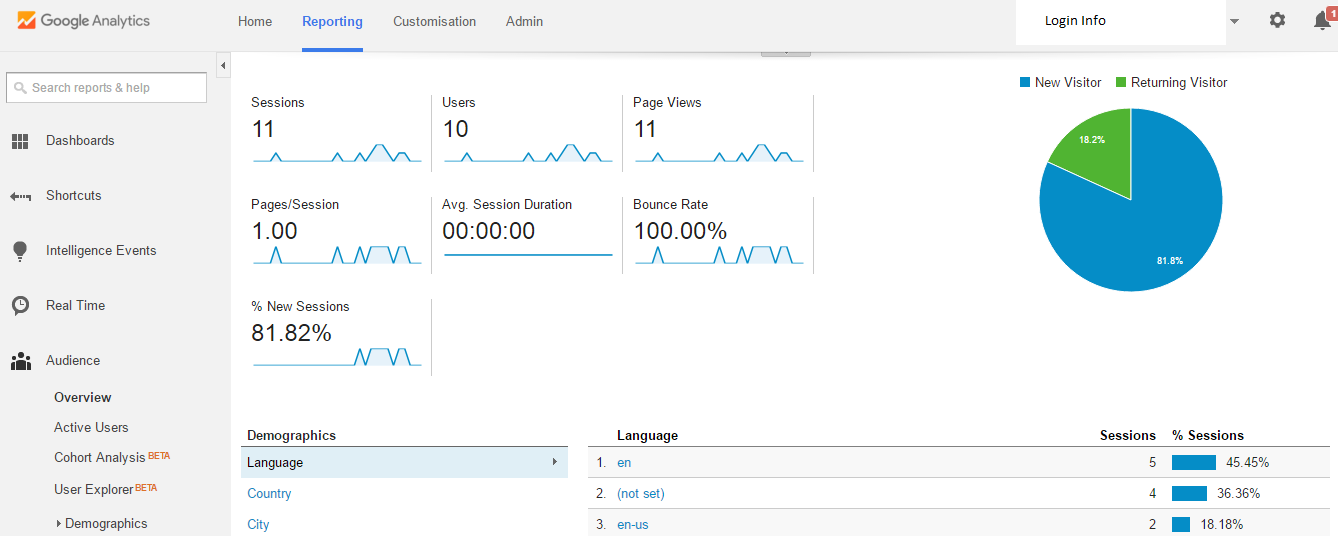 Google Analytics
Home Reporting Customisation Admin
Login Info
1
Search reports & help
Dashboards
Shortcuts
Intelligence Events
Real Time
Audience
Overview
Active Users
Cohort Analysis BETA
User Explorer BETA
Demographics
Sessions
11
Users
10
Page Views
11
Pages/Session
1.00
Avg. Session Duration
00:00:00
Bounce Rate
100.00%
% New Sessions
81.82%
New Visitor Returning Visitor
18.2%
81.8%
Demographics
Language
Country
City
Language Sessions % Sessions
1. en 5 45.45%
2. (not set) 4 36.36%
3. en-us 2 18.18%